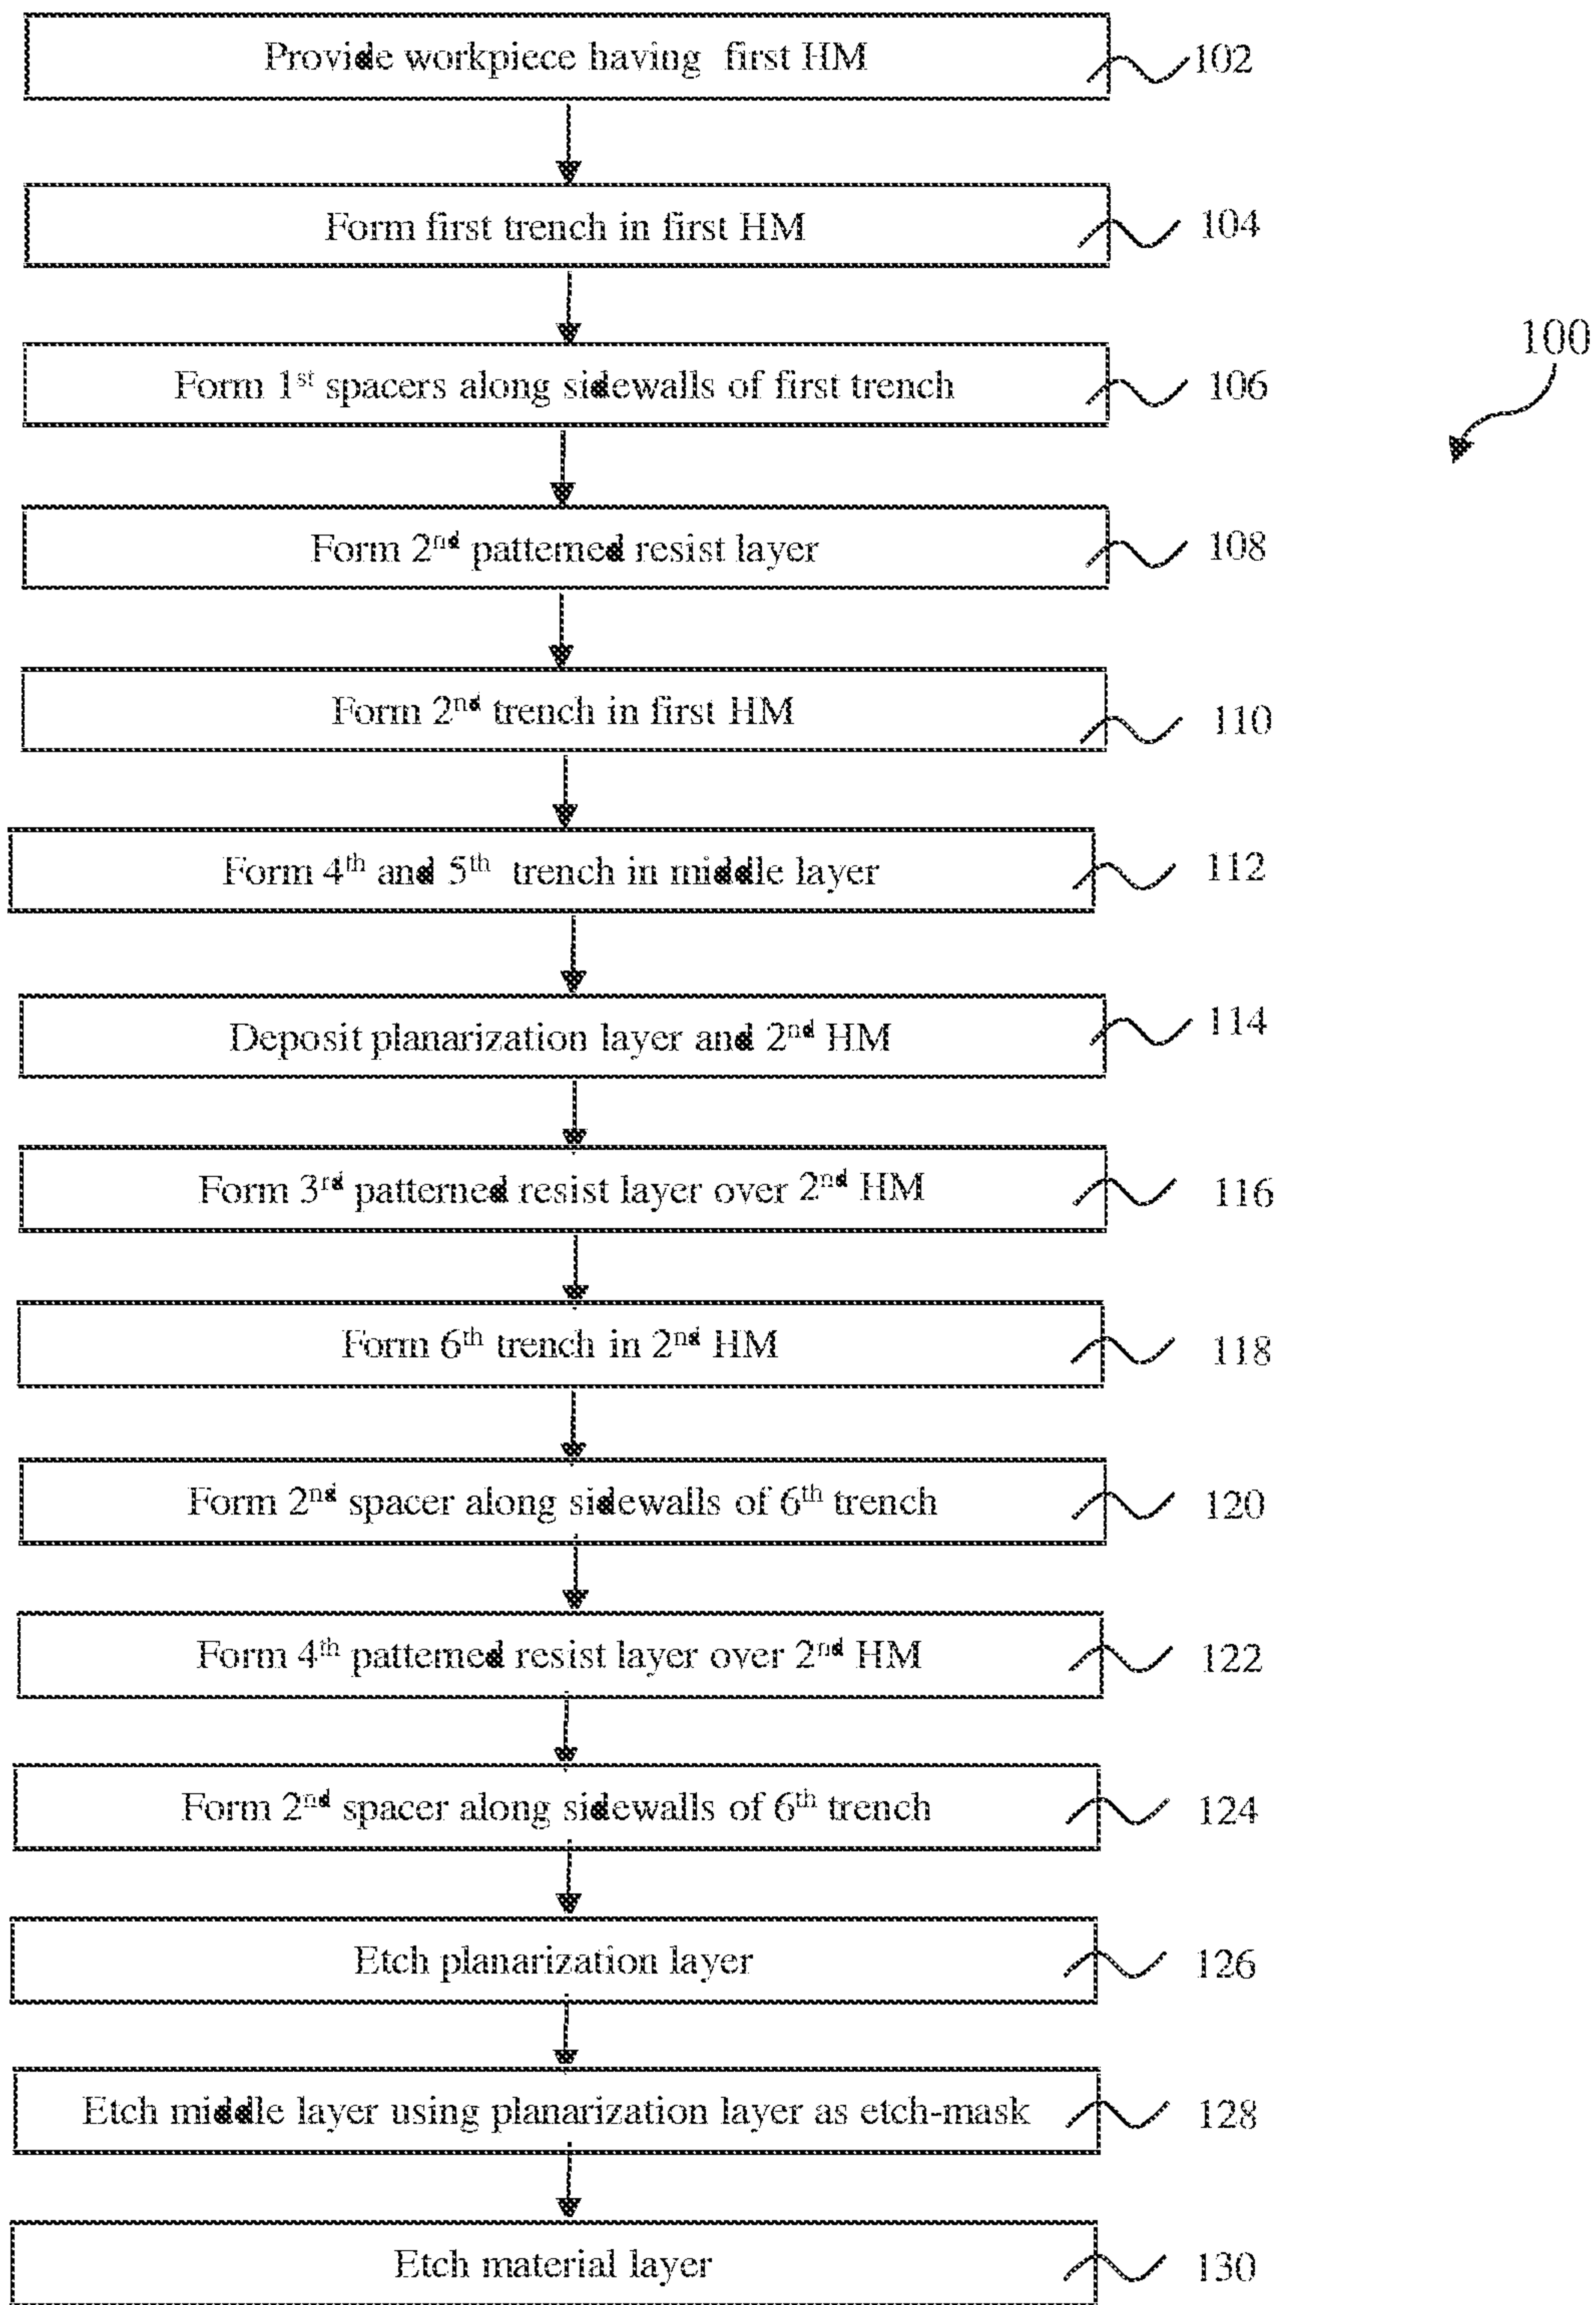 Provide workpiece having first HM
102
Form first trench in first HM
104
100
Form 1st spacers along sidewalls of first trench
106
Form 2nd patterned resist layer
108
Form 2nd trench in first HM
110
Form 4th and 5th trench in middle layer
112
Deposit planarization layer and 2nd HM
114
Form 3rd patterned resist layer over 2nd HM
116
Form 6th trench in 2nd HM
118
Form 2nd spacer along sidewalls of 6th trench
120
Form 4th patterned resist layer over 2nd HM
122
Form 2nd spacer along sidewalls of 6th trench
124
Etch planarization layer
126
Etch middle layer using planarization layer as etch-mask
128
Etch material layer
130